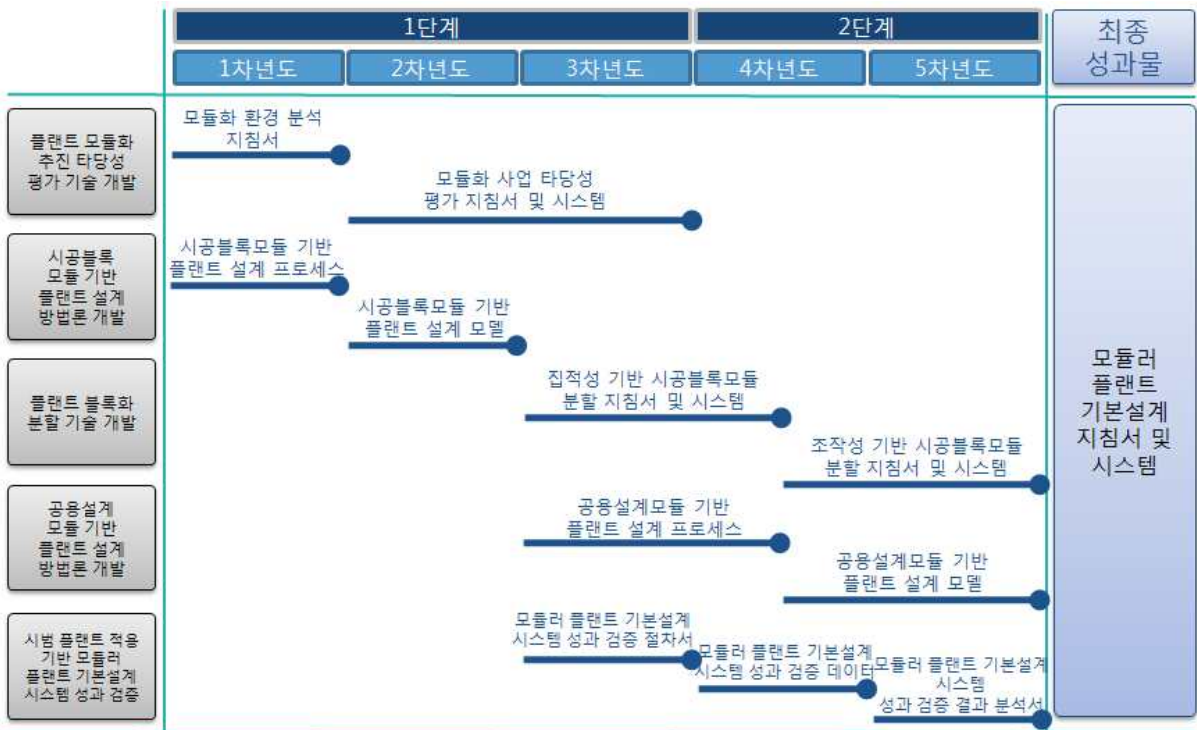 1단계
2단계
최종
성과물
1차년도
2차년도
3차년도
4차년도
5차년도
플랜트 모듈화
추진 타당성
평가 기술 개발
모듈화 환경 분석
지침서
모듈화 사업 타당성
평가 지침서 및 시스템
시공블록
모듈 기반
플랜트 설계
방법론 개발
시공블록모듈 기반
플랜트 설계 프로세스
시공블록모듈 기반
플랜트 설계 모델
플랜트 블록화
분할 기술 개발
집적성 기반 시공블록모듈
분할 지침서 및 시스템
조작성 기반 시공블록모듈
분할 지침서 및 시스템
공용설계
모듈 기반
플랜트 설계
방법론 개발
공용설계모듈 기반
플랜트 설계 프로세스
공용설계모듈 기반
플랜트 설계 모델
시범 플랜트 적용
기반 모듈러
플랜트 기본설계
시스템 성과 검증
모듈러 플랜트 기본설계
시스템 성과 검증 절차서
모듈러 플랜트 기본설계
시스템 성과 검증 데이터
모듈러 플랜트 기본설계
시스템
성과 검증 결과 분석서
모듈러
플랜트
기본설계
지침서 및
시스템